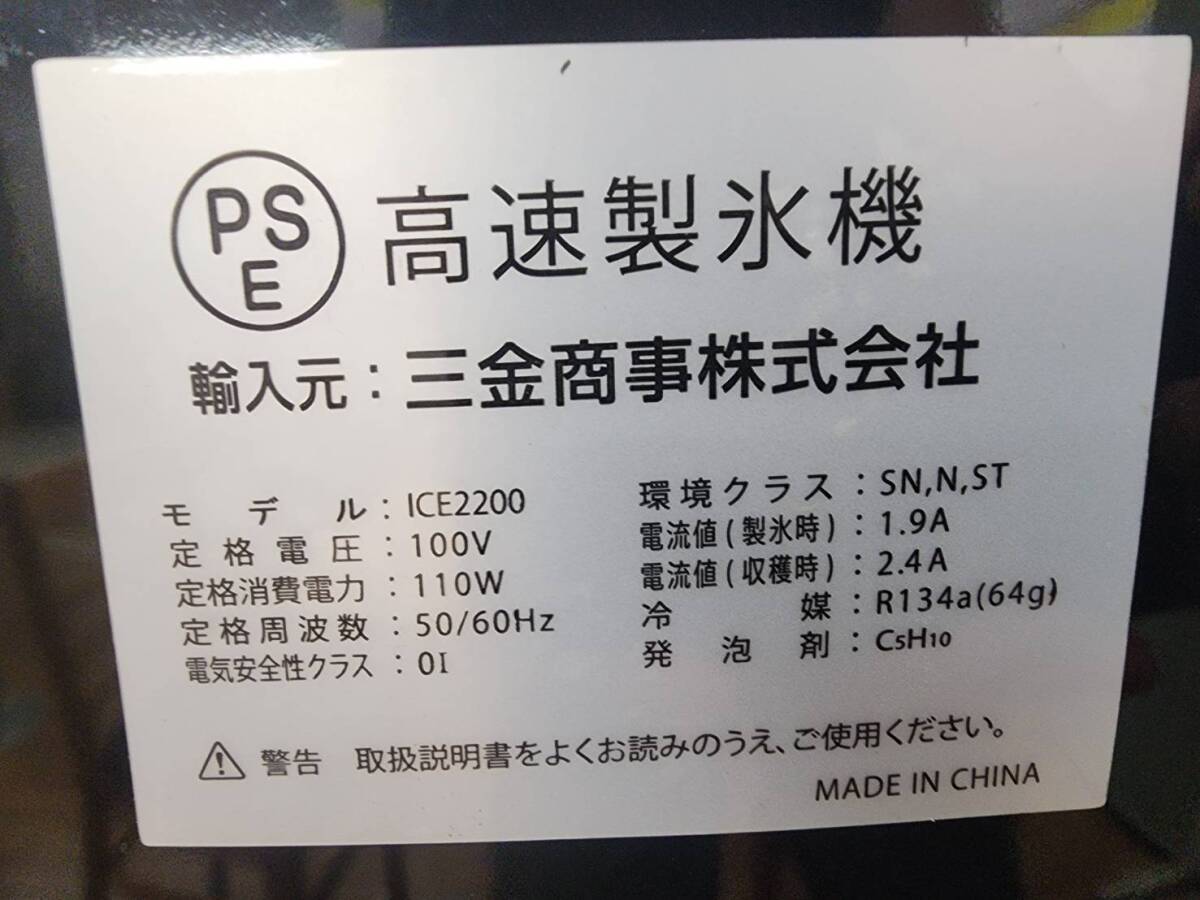 PS
E
高速製氷機
輸入元：三金商事株式会社
モデル：ICE2200
定格電圧：100V
定格消費電力：110W
定格周波数：50/60Hz
電気安全性クラス：0I
環境クラス：SN,N,ST
電流値(製氷時)：1.9A
電流値(収穫時)：2.4A
冷媒：R134a(64g)
発泡剤：C5H10
警告 取扱説明書をよくお読みのうえ、ご使用ください。
MADE IN CHINA